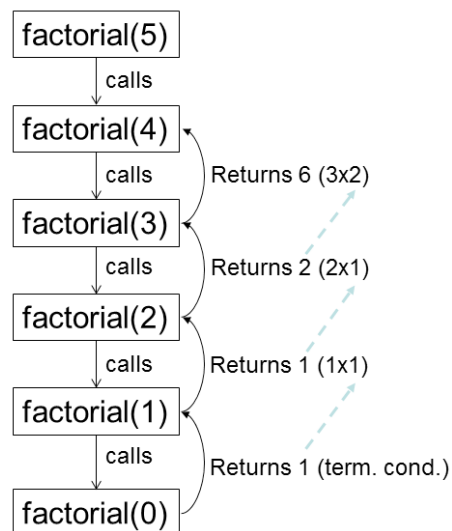 factorial(5)
calls
factorial(4)
calls
Returns 6 (3x2)
factorial(3)
calls
Returns 2 (2x1)
factorial(2)
calls
Returns 1 (1x1)
factorial(1)
calls
Returns 1 (term. cond.)
factorial(0)